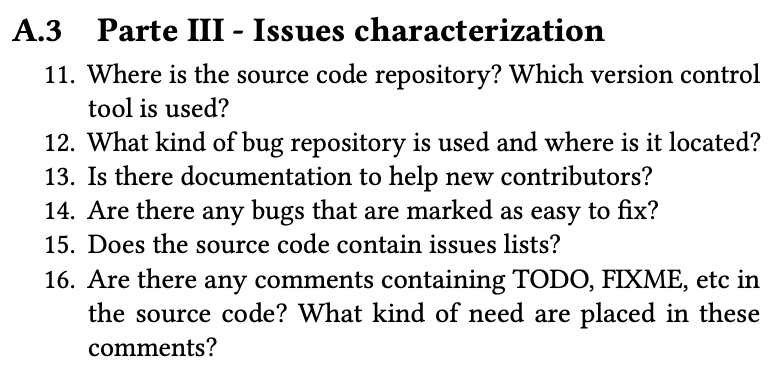 A.3 Parte III - Issues characterization
11. Where is the source code repository? Which version control
tool is used?
12. What kind of bug repository is used and where is it located?
13. Is there documentation to help new contributors?
14. Are there any bugs that are marked as easy to fix?
15. Does the source code contain issues lists?
16. Are there any comments containing TODO, FIXME, etc in
the source code? What kind of need are placed in these
comments?